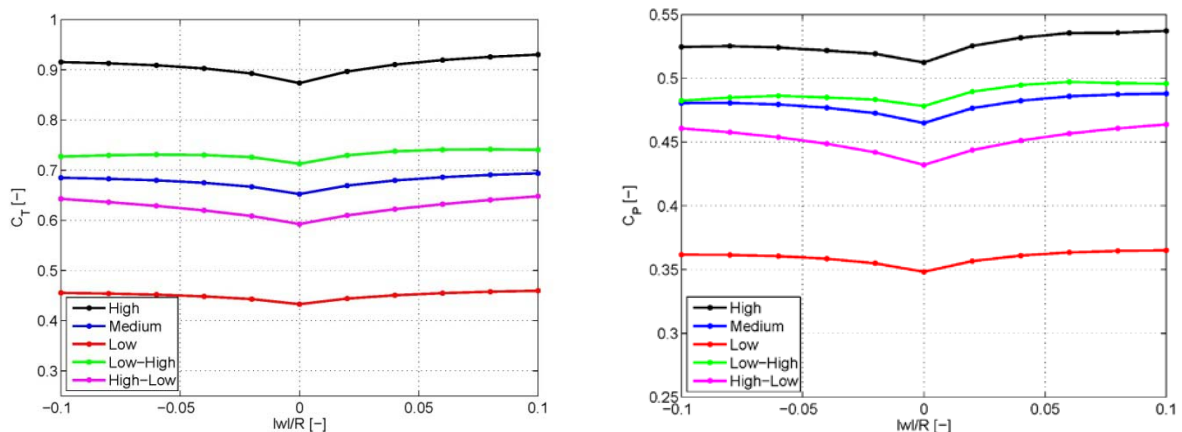 1
0.9
0.8
0.7
0.6
0.5
0.4
0.3
C_T [-]
High
Medium
Low
Low-High
High-Low
-0.1
-0.05
0
0.05
0.1
lwl/R [-]
0.55
0.5
0.45
0.4
0.35
0.3
0.25
C_P [-]
High
Medium
Low
Low-High
High-Low
-0.1
-0.05
0
0.05
0.1
lwl/R [-]